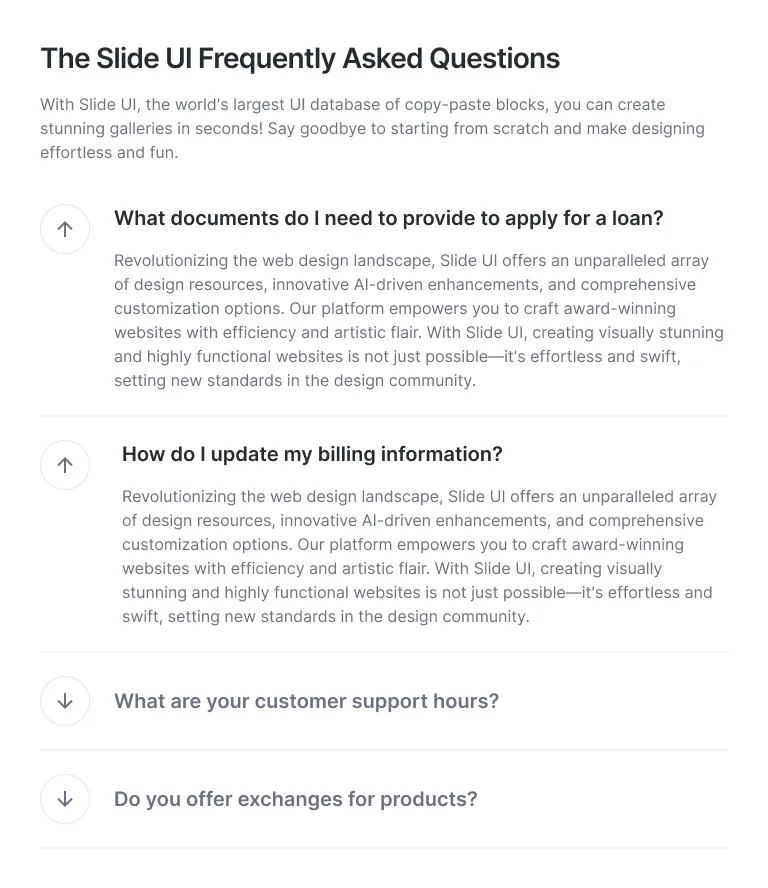 The Slide UI Frequently Asked Questions
With Slide UI, the world's largest UI database of copy-paste blocks, you can create
stunning galleries in seconds! Say goodbye to starting from scratch and make designing
effortless and fun.
What documents do I need to provide to apply for a loan?
Revolutionizing the web design landscape, Slide UI offers an unparalleled array
of design resources, innovative AI-driven enhancements, and comprehensive
customization options. Our platform empowers you to craft award-winning
websites with efficiency and artistic flair. With Slide UI, creating visually stunning
and highly functional websites is not just possible—it's effortless and swift,
setting new standards in the design community.
How do I update my billing information?
Revolutionizing the web design landscape, Slide UI offers an unparalleled array
of design resources, innovative AI-driven enhancements, and comprehensive
customization options. Our platform empowers you to craft award-winning
websites with efficiency and artistic flair. With Slide UI, creating visually
stunning and highly functional websites is not just possible—it's effortless and
swift, setting new standards in the design community.
What are your customer support hours?
Do you offer exchanges for products?